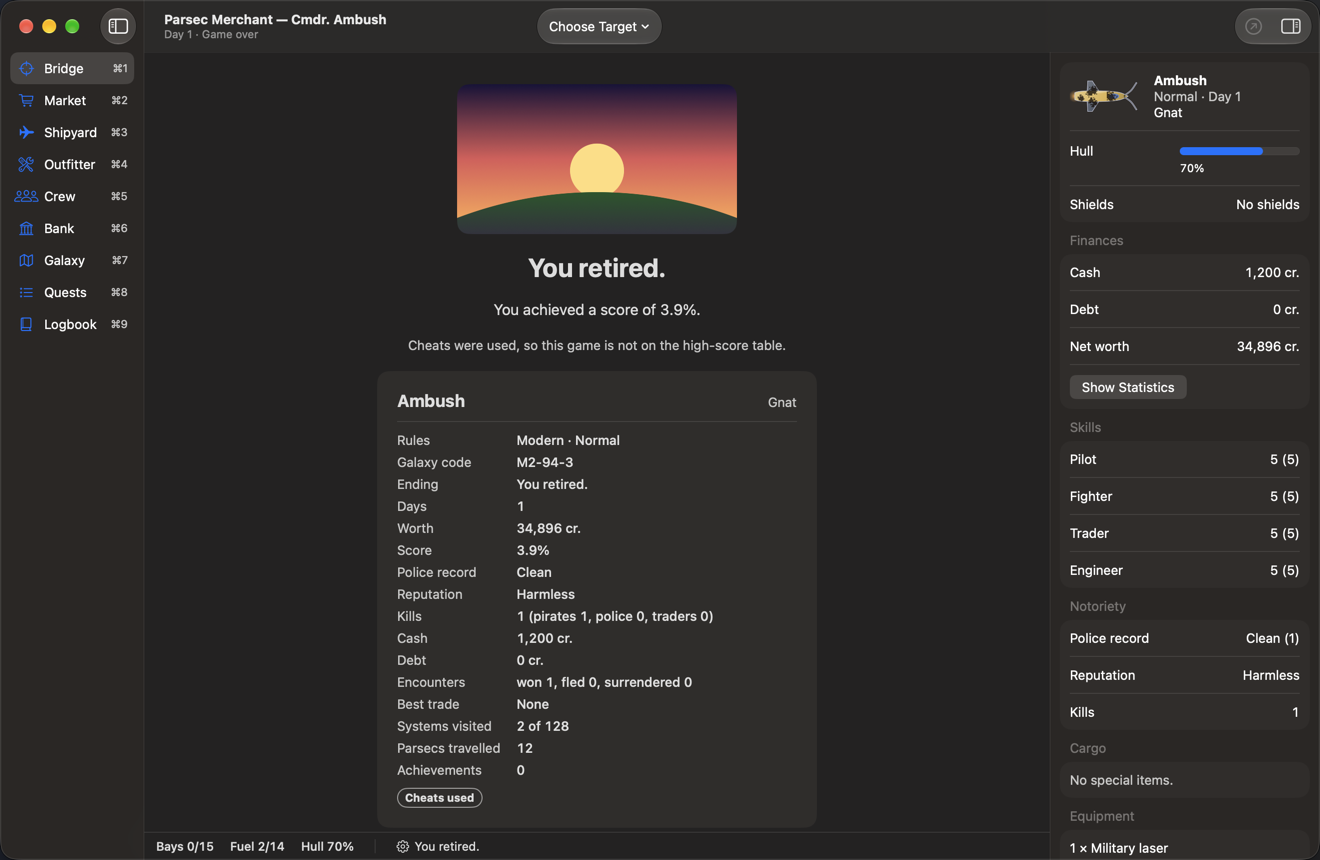 Parsec Merchant — Cmdr. Ambush
Day 1 · Game over
Choose Target
Bridge ⌘1
Market ⌘2
Shipyard ⌘3
Outfitter ⌘4
Crew ⌘5
Bank ⌘6
Galaxy ⌘7
Quests ⌘8
Logbook ⌘9
You retired.
You achieved a score of 3.9%.
Cheats were used, so this game is not on the high-score table.
Ambush Gnat
Rules Modern · Normal
Galaxy code M2-94-3
Ending You retired.
Days 1
Worth 34,896 cr.
Score 3.9%
Police record Clean
Reputation Harmless
Kills 1 (pirates 1, police 0, traders 0)
Cash 1,200 cr.
Debt 0 cr.
Encounters won 1, fled 0, surrendered 0
Best trade None
Systems visited 2 of 128
Parsecs travelled 12
Achievements 0
Cheats used
Bays 0/15 Fuel 2/14 Hull 70% You retired.
Ambush
Normal · Day 1
Gnat
Hull
70%
Shields No shields
Finances
Cash 1,200 cr.
Debt 0 cr.
Net worth 34,896 cr.
Show Statistics
Skills
Pilot 5 (5)
Fighter 5 (5)
Trader 5 (5)
Engineer 5 (5)
Notoriety
Police record Clean (1)
Reputation Harmless
Kills 1
Cargo
No special items.
Equipment
1 × Military laser